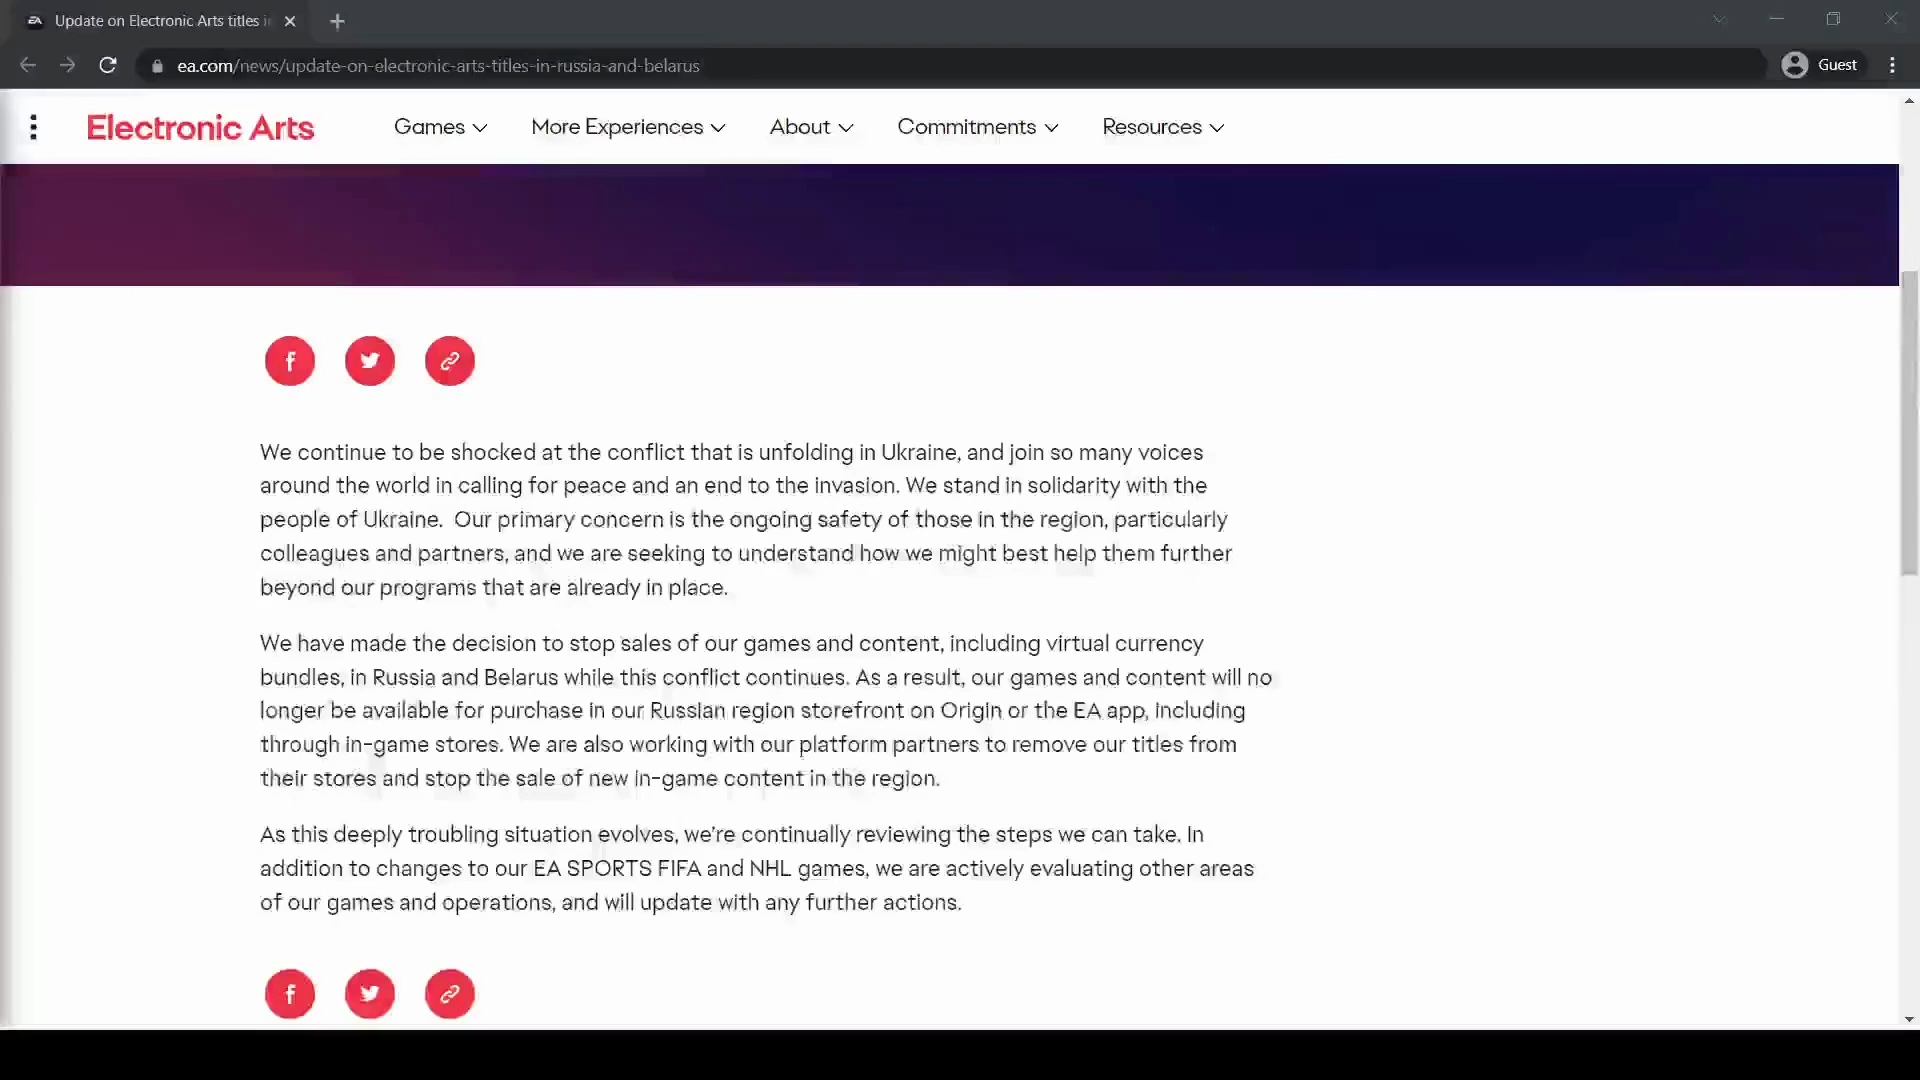 Update on Electronic Arts titles i
ea.com/news/update-on-electronic-arts-titles-in-russia-and-belarus
Guest
Electronic Arts
Games
More Experiences
About
Commitments
Resources
We continue to be shocked at the conflict that is unfolding in Ukraine, and join so many voices
around the world in calling for peace and an end to the invasion. We stand in solidarity with the
people of Ukraine.  Our primary concern is the ongoing safety of those in the region, particularly
colleagues and partners, and we are seeking to understand how we might best help them further
beyond our programs that are already in place.
We have made the decision to stop sales of our games and content, including virtual currency
bundles, in Russia and Belarus while this conflict continues. As a result, our games and content will no
longer be available for purchase in our Russian region storefront on Origin or the EA app, including
through in-game stores. We are also working with our platform partners to remove our titles from
their stores and stop the sale of new in-game content in the region.
As this deeply troubling situation evolves, we're continually reviewing the steps we can take. In
addition to changes to our EA SPORTS FIFA and NHL games, we are actively evaluating other areas
of our games and operations, and will update with any further actions.